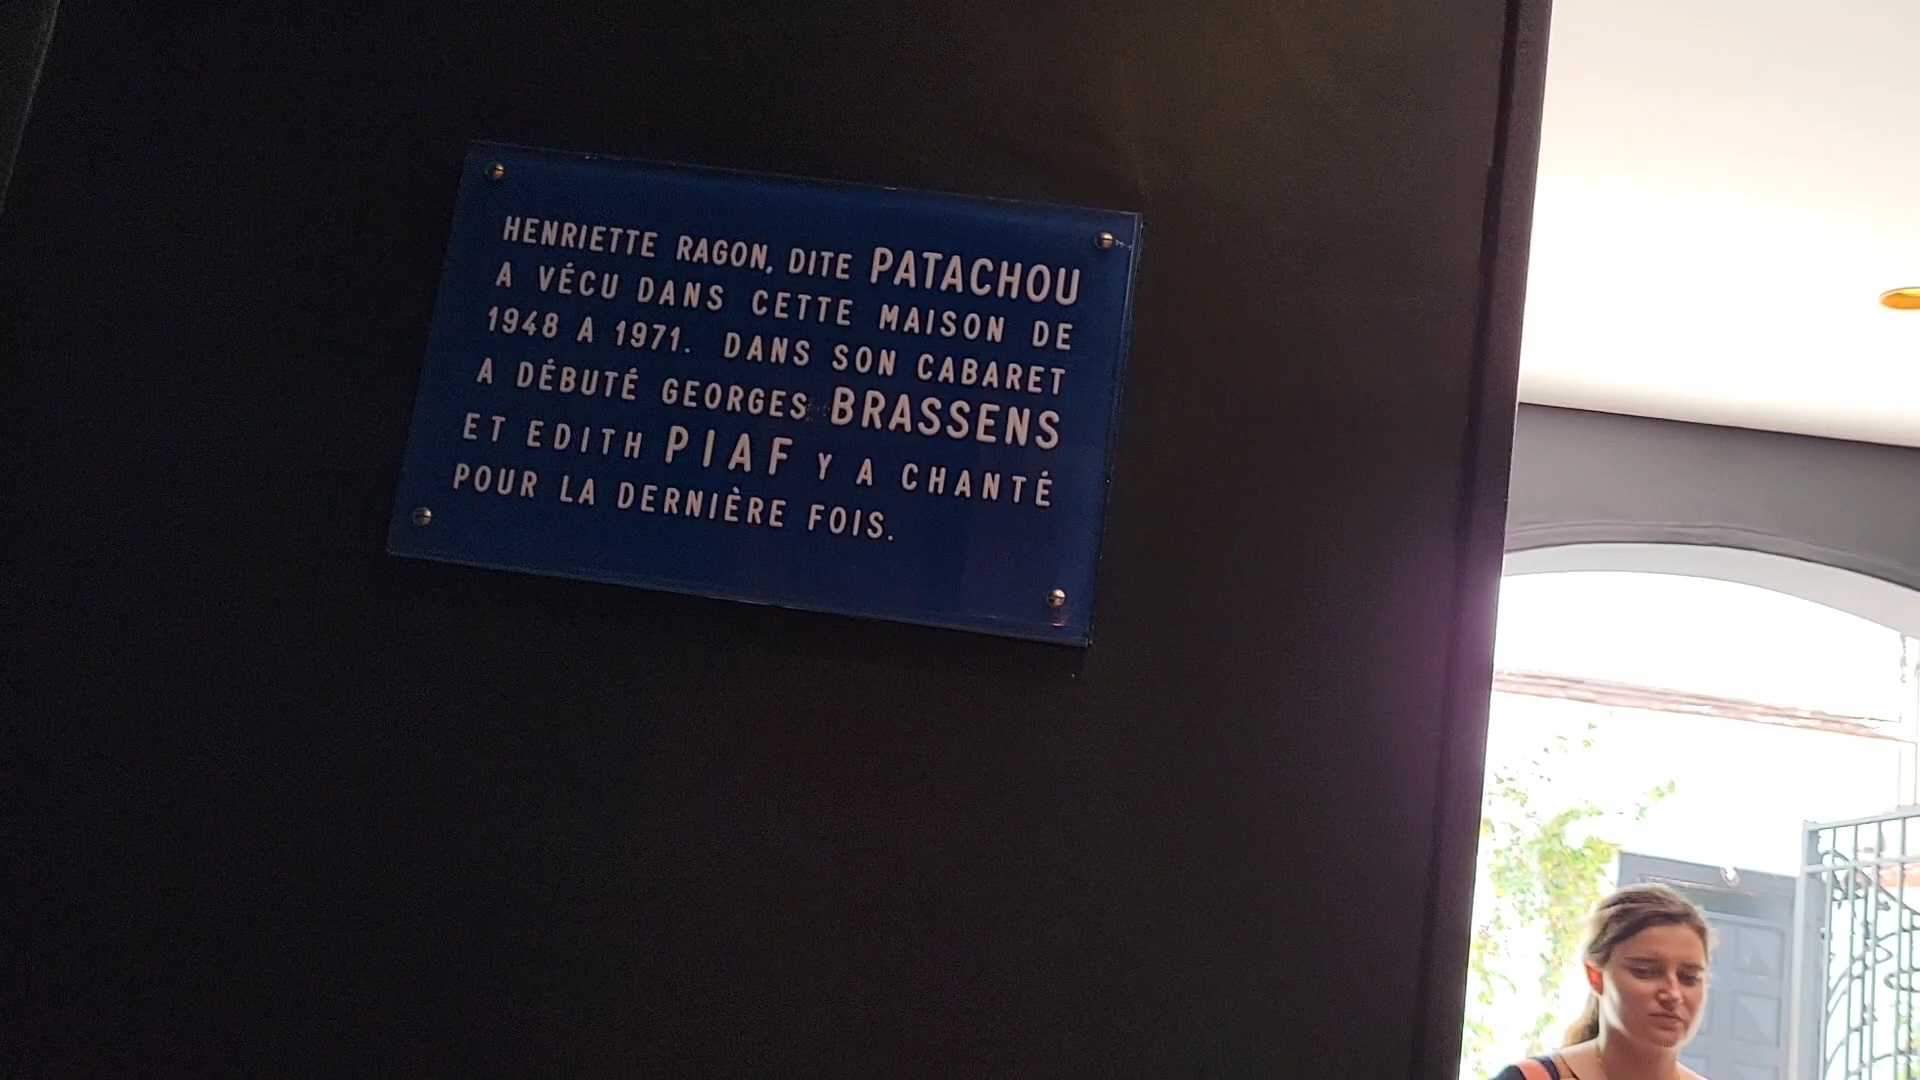 HENRIETTE RAGON, DITE PATACHOU
A VÉCU DANS CETTE MAISON DE
1948 A 1971. DANS SON CABARET
A DÉBUTÉ GEORGES BRASSENS
ET EDITH PIAF Y A CHANTÉ
POUR LA DERNIÈRE FOIS.